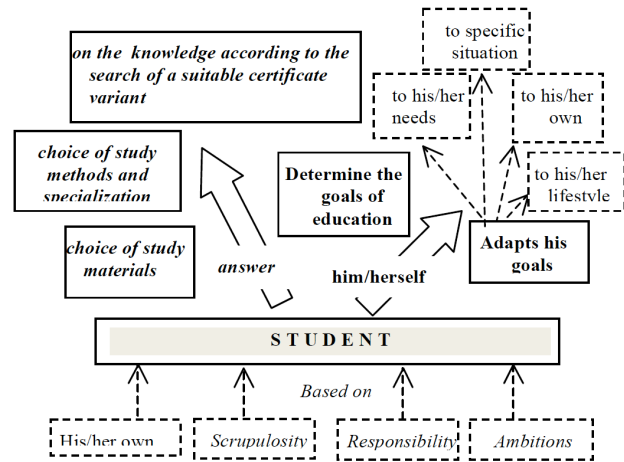 on the knowledge according to the
search of a suitable certificate
variant
to specific
situation
to his/her
needs
to his/her
own
to his/her
lifestyle
choice of study
methods and
specialization
Determine the
goals of
education
choice of study
materials
answer
him/herself
Adapts his
goals
STUDENT
Based on
His/her own
Scrupulosity
Responsibility
Ambitions